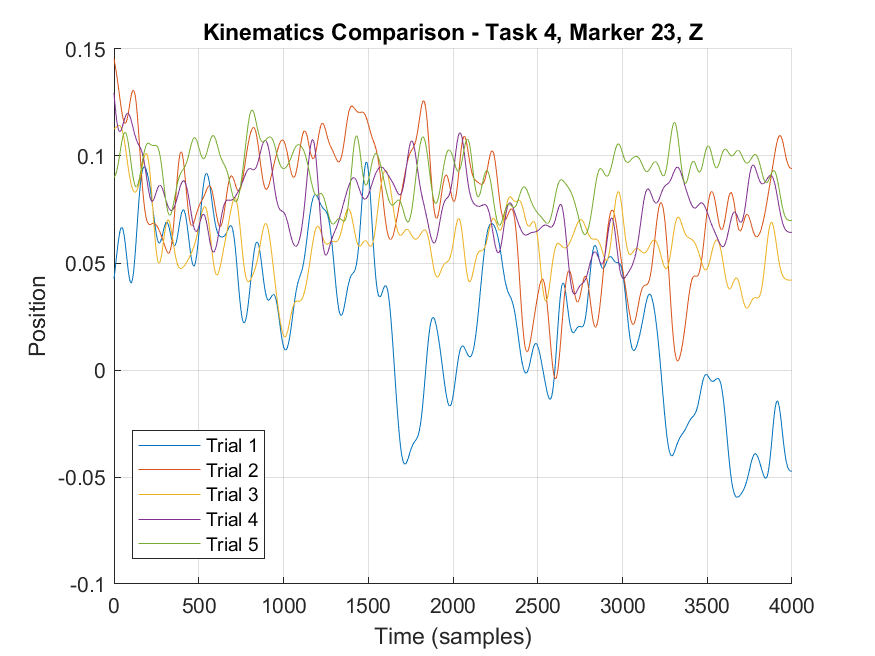 Kinematics Comparison - Task 4, Marker 23, Z
0.15
0.1
0.05
0
-0.05
-0.1
Position
Trial 1
Trial 2
Trial 3
Trial 4
Trial 5
0 500 1000 1500 2000 2500 3000 3500 4000
Time (samples)